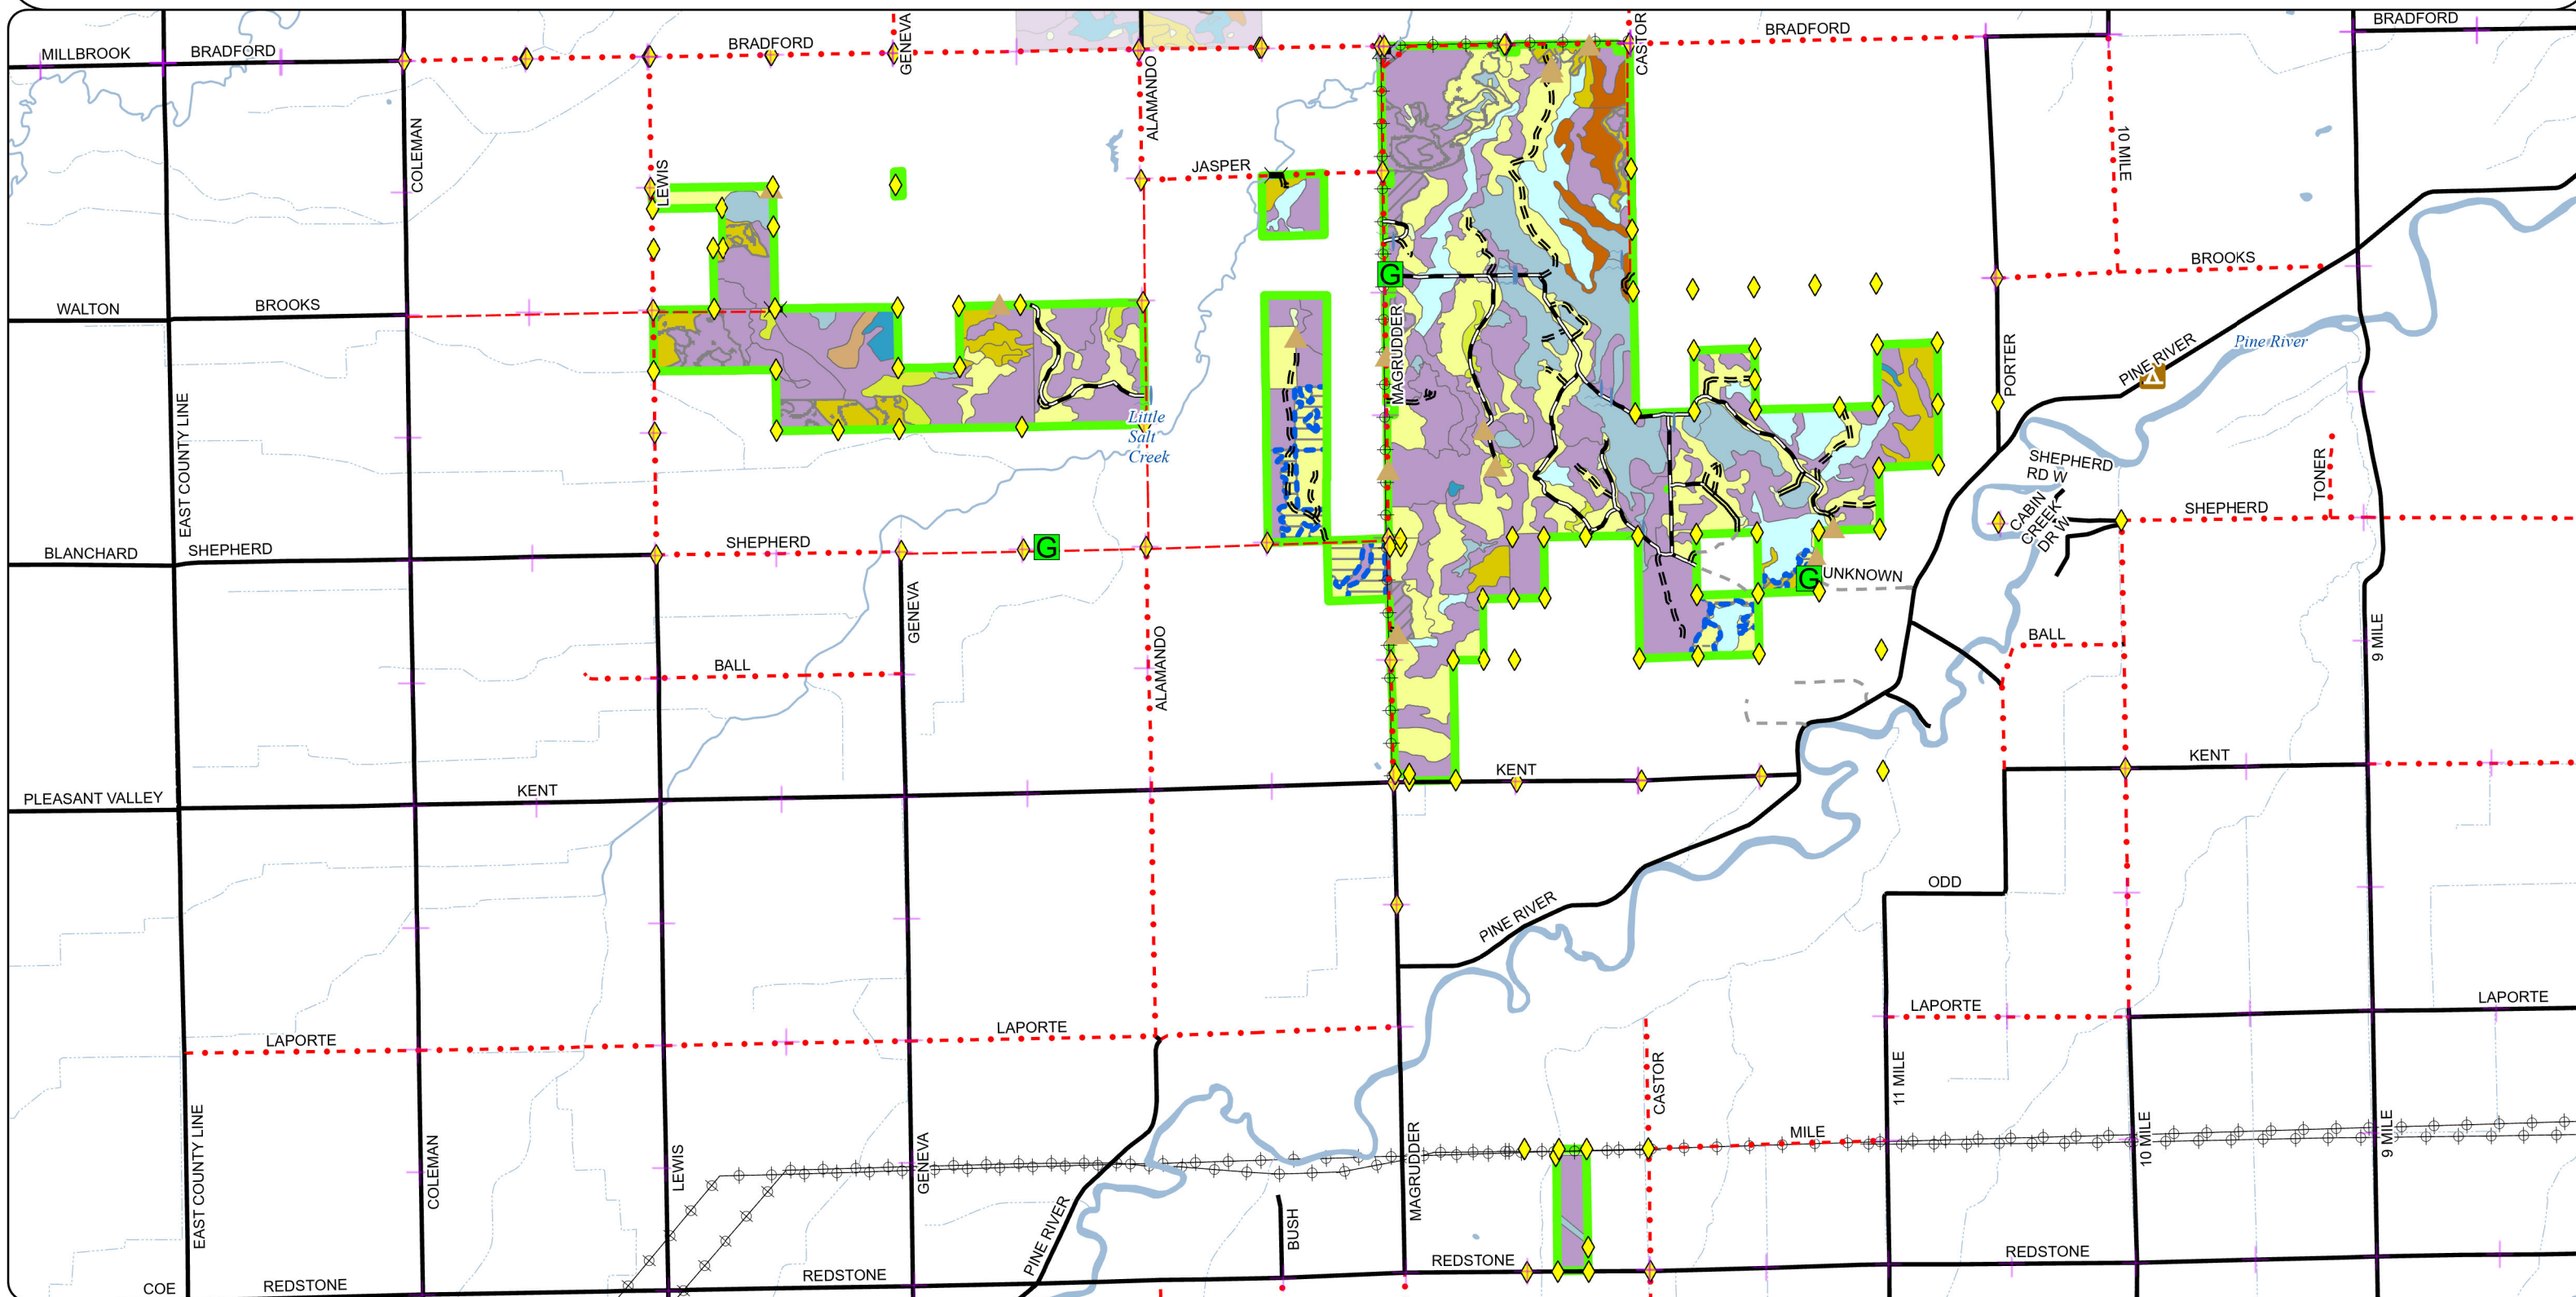 MILLBROOK
BRADFORD
BRADFORD
GENEVA
CASTOR
BRADFORD
BRADFORD
COLEMAN
ALAMANDO
10 MILE
LEWIS
JASPER
WALTON
BROOKS
G
BROOKS
MAGRUDDER
PORTER
PINE RIVER
Pine River
Little
Salt
Creek
EAST COUNTY LINE
SHEPHERD
RD W
TONER
CABIN
CREEK
DR W
SHEPHERD
BLANCHARD
SHEPHERD
SHEPHERD
G
G
UNKNOWN
GENEVA
BALL
ALAMANDO
BALL
9 MILE
PLEASANT VALLEY
KENT
KENT
KENT
ODD
PINE RIVER
LAPORTE
LAPORTE
LAPORTE
LAPORTE
CASTOR
11 MILE
EAST COUNTY LINE
COLEMAN
LEWIS
GENEVA
MAGRUDDER
MILE
10 MILE
9 MILE
PINE RIVER
BUSH
COE
REDSTONE
REDSTONE
REDSTONE
REDSTONE